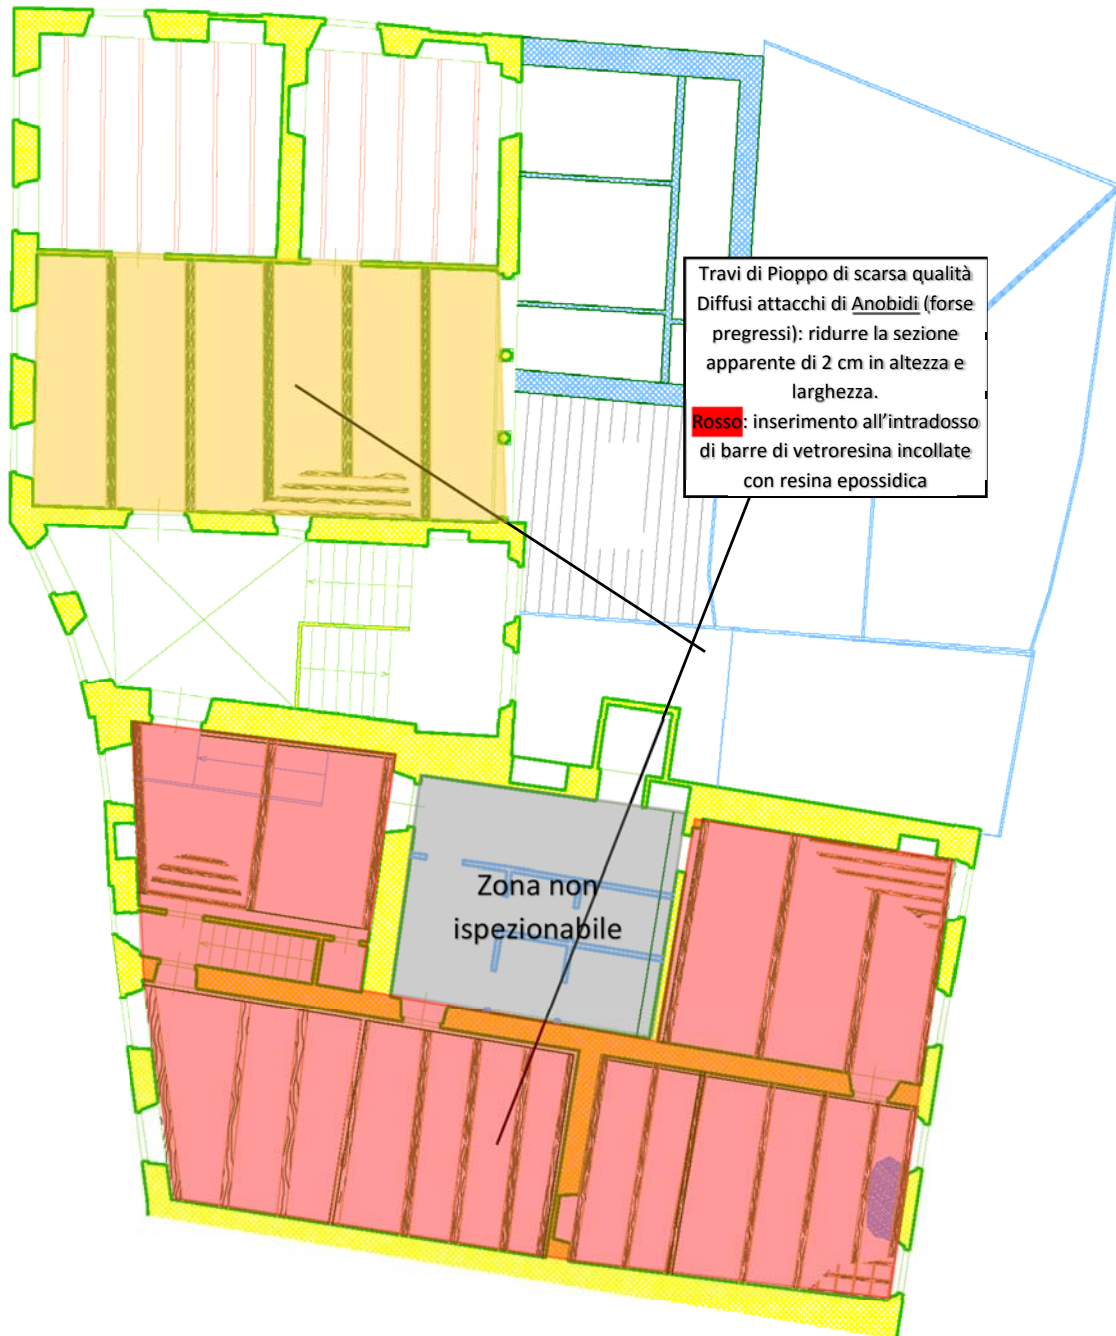 Travi di Pioppo di scarsa qualità
Diffusi attacchi di Anobidi (forse
pregressi): ridurre la sezione
apparente di 2 cm in altezza e
larghezza.
Rosso: inserimento all'intradosso
di barre di vetroresina incollate
con resina epossidica
Zona non
ispezionabile